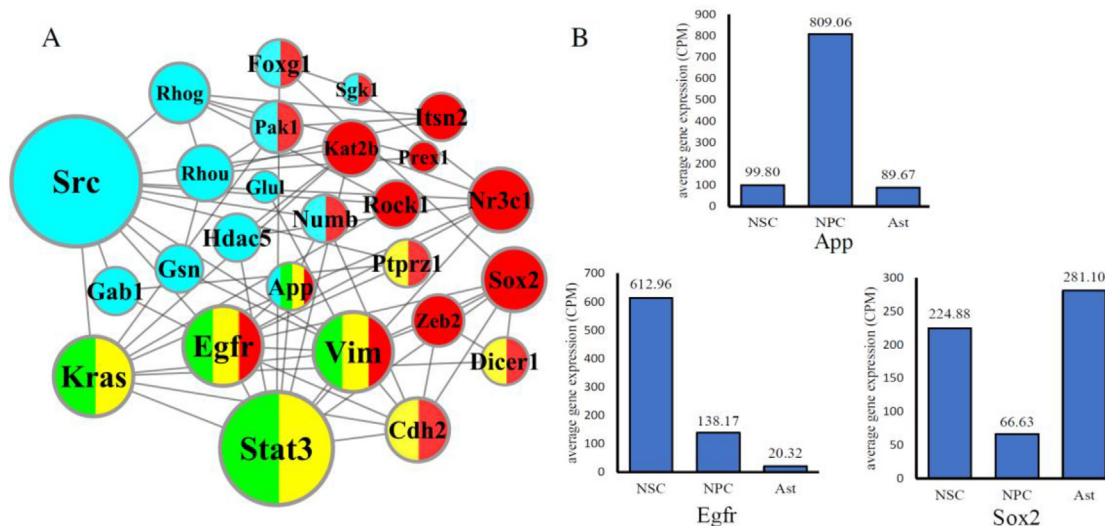 A
Foxg1
Rhog
Sgk1
Itsn2
Pak1
Kat2b
Prex1
Src
Rhou
Glul
Nr3c1
Rock1
Numb
Hdac5
Ptprz1
Gsn
Sox2
Gab1
App
Zeb2
Egfr
Vim
Dicer1
Kras
Cdh2
Stat3
B
average gene expression (CPM)
900
800
700
600
500
400
300
200
100
0
99.80
809.06
89.67
NSC NPC Ast
App
average gene expression (CPM)
700
600
500
400
300
200
100
0
612.96
138.17
20.32
NSC NPC Ast
Egfr
average gene expression (CPM)
300
250
200
150
100
50
0
224.88
66.63
281.10
NSC NPC Ast
Sox2